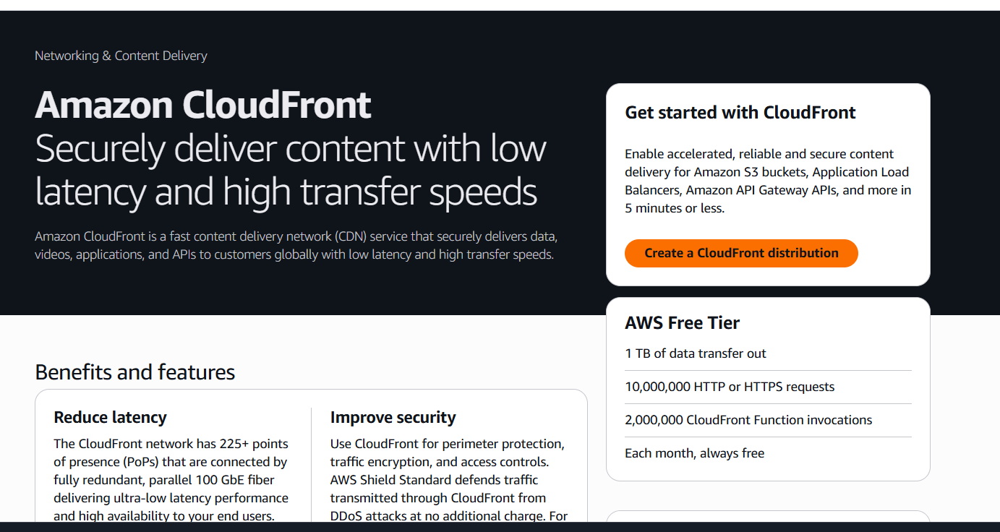 Networking & Content Delivery
Amazon CloudFront
Securely deliver content with low
latency and high transfer speeds
Amazon CloudFront is a fast content delivery network (CDN) service that securely delivers data,
videos, applications, and APIs to customers globally with low latency and high transfer speeds.
Get started with CloudFront
Enable accelerated, reliable and secure content
delivery for Amazon S3 buckets, Application Load
Balancers, Amazon API Gateway APIs, and more in
5 minutes or less.
Create a CloudFront distribution
AWS Free Tier
1 TB of data transfer out
10,000,000 HTTP or HTTPS requests
2,000,000 CloudFront Function invocations
Each month, always free
Benefits and features
Reduce latency
The CloudFront network has 225+ points
of presence (PoPs) that are connected by
fully redundant, parallel 100 GbE fiber
delivering ultra-low latency performance
and high availability to your end users.
Improve security
Use CloudFront for perimeter protection,
traffic encryption, and access controls.
AWS Shield Standard defends traffic
transmitted through CloudFront from
DDoS attacks at no additional charge. For